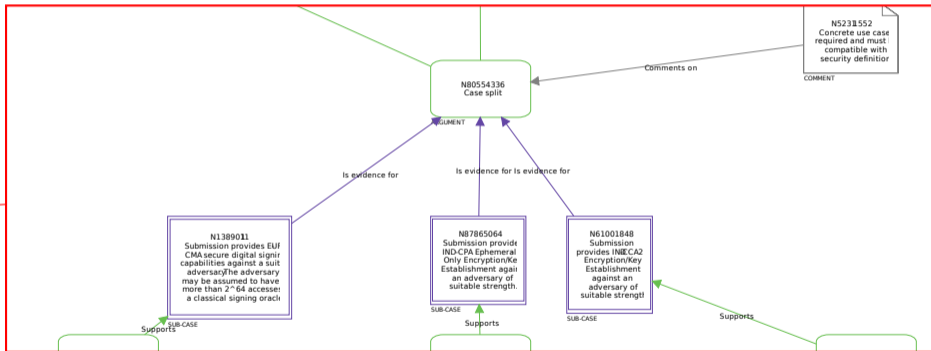 N5231552
Concrete use case
required and must
compatible with
security definition
COMMENT
Comments on
N80554336
Case split
Is evidence for
Is evidence for
Is evidence for
N1389011
Submission provides EUF
CMA secure digital signin
capabilities against a suit
adversary. The adversary
may be assumed to have
more than 2^64 accesses
a classical signing oracle
SUB-CASE
N87865064
Submission provide
IND-CPA Ephemeral
Only Encryption/Ke
Establishment again
an adversary of
suitable strength.
SUB-CASE
N61001848
Submission
provides IND-CCA2
Encryption/Key
Establishment
against an
adversary of
suitable strength
SUB-CASE
Supports
Supports
Supports